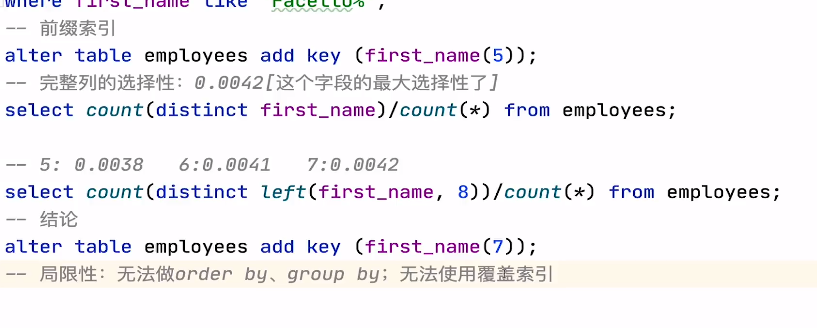 where first_name like 'Facello%';
-- 前缀索引
alter table employees add key (first_name(5));
-- 完整列的选择性：0.0042[这个字段的最大选择性了]
select count(distinct first_name)/count(*) from employees;
-- 5: 0.0038   6:0.0041   7:0.0042
select count(distinct left(first_name, 8))/count(*) from employees;
-- 结论
alter table employees add key (first_name(7));
-- 局限性：无法做order by、group by；无法使用覆盖索引